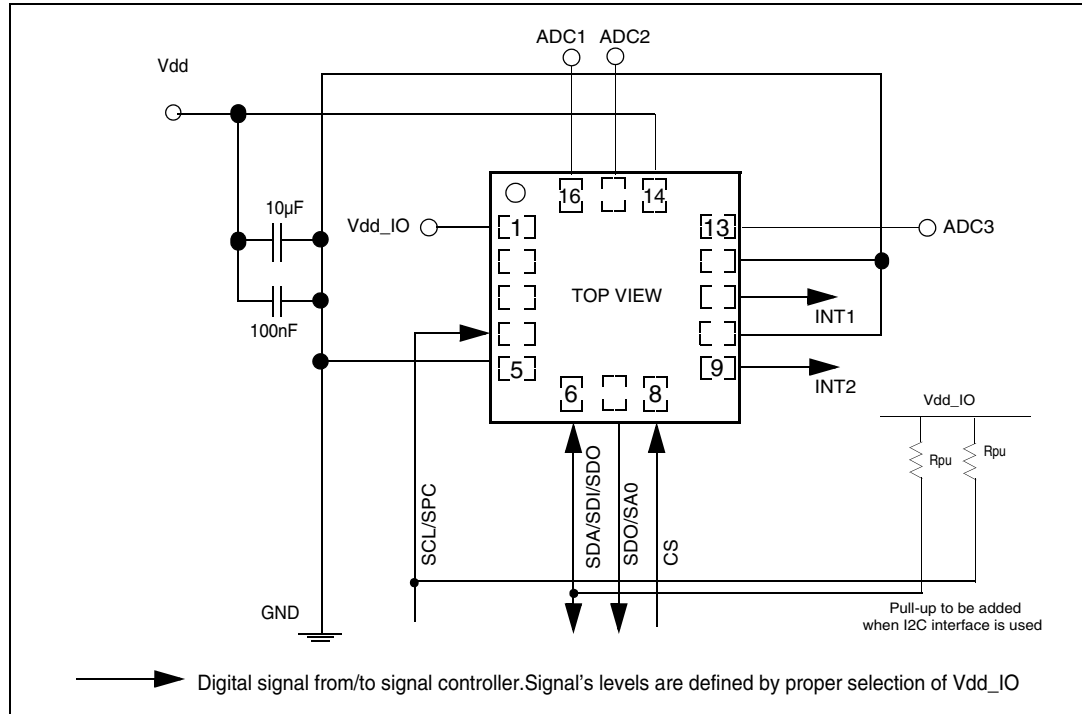 ADC1 ADC2
Vdd
16
14
10µF
Vdd_IO
1
13
ADC3
TOP VIEW
INT1
100nF
5
9
INT2
6
8
Vdd_IO
Rpu
Rpu
SCL/SPC
SDA/SDI/SDO
SDO/SA0
CS
GND
Pull-up to be added
when I2C interface is used
Digital signal from/to signal controller.Signal's levels are defined by proper selection of Vdd_IO